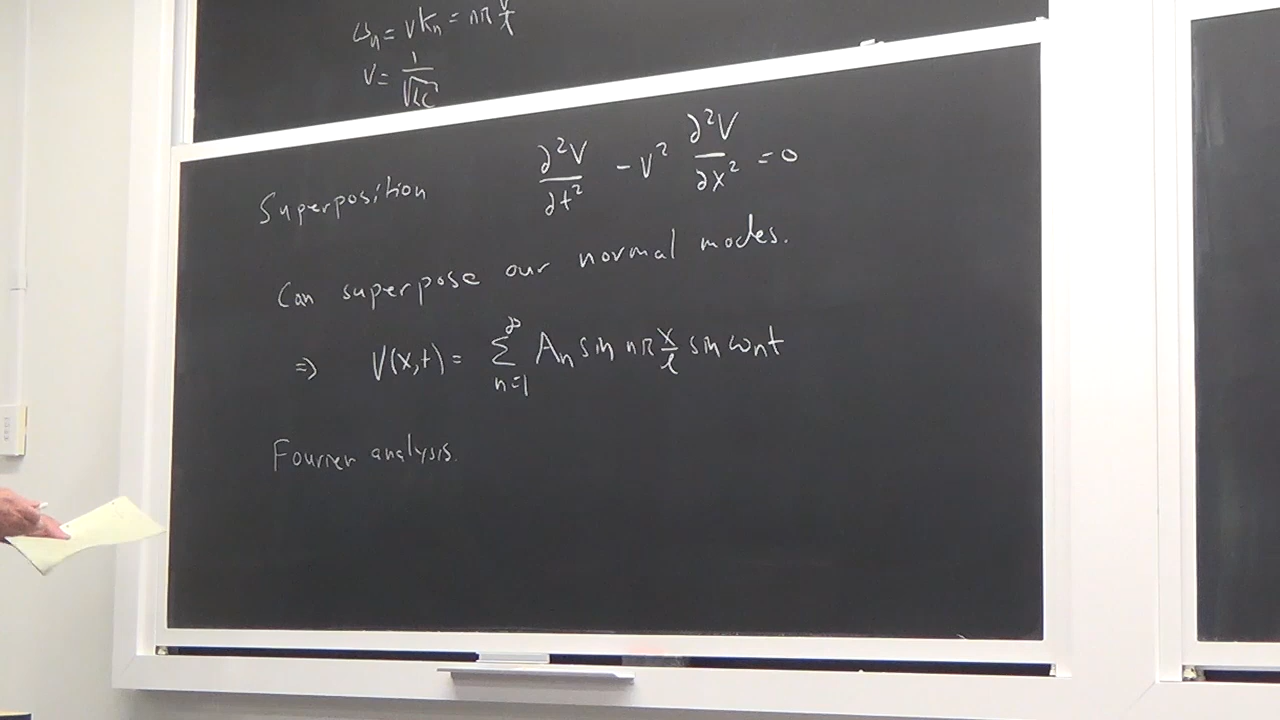 ωₙ = v kₙ = nπ v/ℓ
v = 1/√LC
Superposition ∂²V/∂t² - v² ∂²V/∂x² = 0
Can superpose our normal modes.
⇒ V(x,t) = ∑_{n=1}^{∞} Aₙ sin nπ x/ℓ sin ωₙt
Fourier analysis.